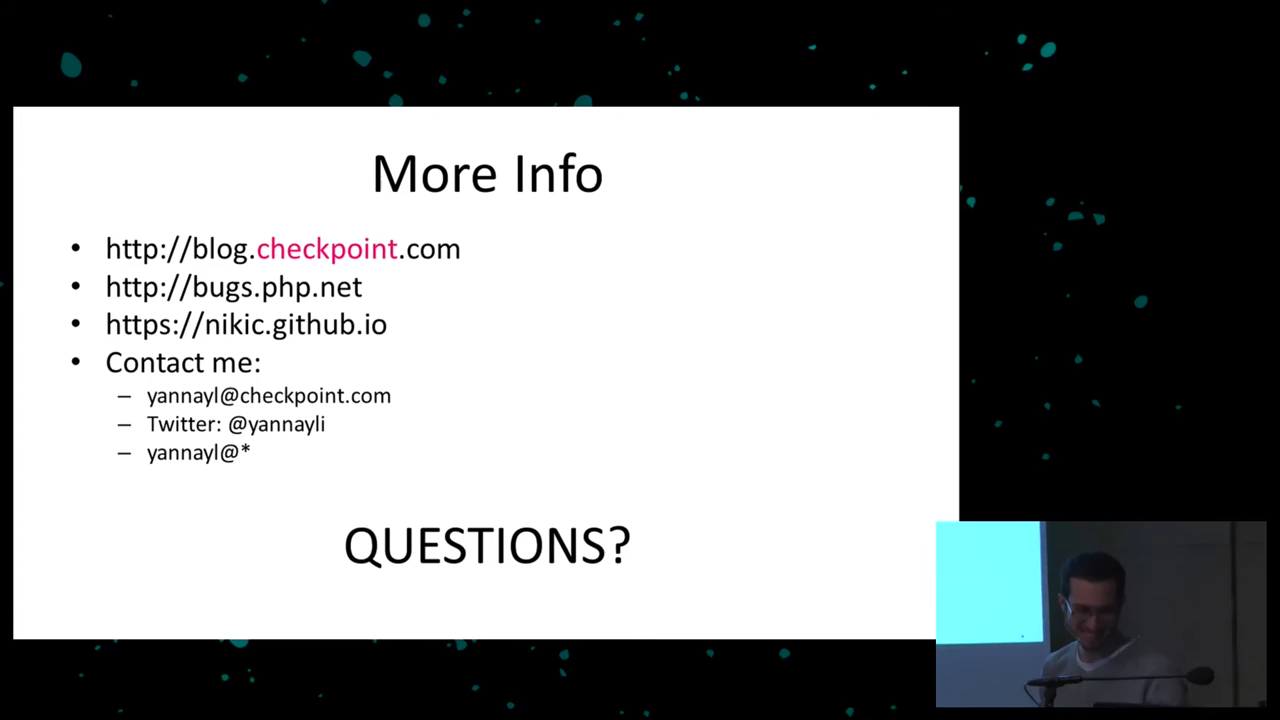 More Info
• http://blog.checkpoint.com
• http://bugs.php.net
• https://nikic.github.io
• Contact me:
– yannayl@checkpoint.com
– Twitter: @yannayli
– yannayl@*
QUESTIONS?